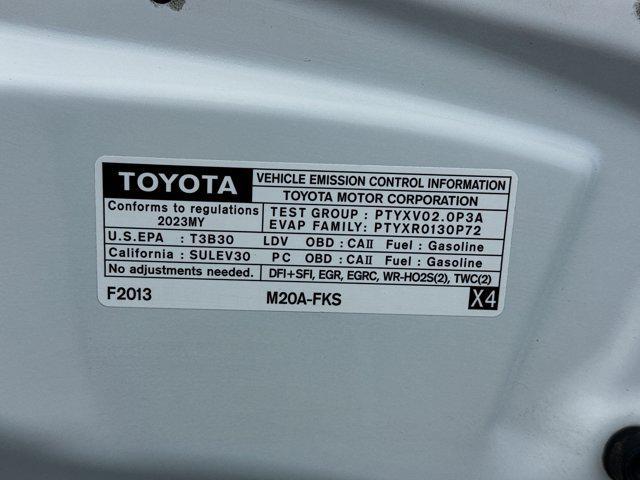 TOYOTA
VEHICLE EMISSION CONTROL INFORMATION
TOYOTA MOTOR CORPORATION
Conforms to regulations
2023MY
TEST GROUP : PTYXV02.0P3A
EVAP FAMILY: PTYXR0130P72
U.S.EPA : T3B30 LDV OBD : CAII Fuel : Gasoline
California : SULEV30 PC OBD : CAII Fuel : Gasoline
No adjustments needed. DFI+SFI, EGR, EGRC, WR-HO2S(2), TWC(2)
F2013 M20A-FKS X4